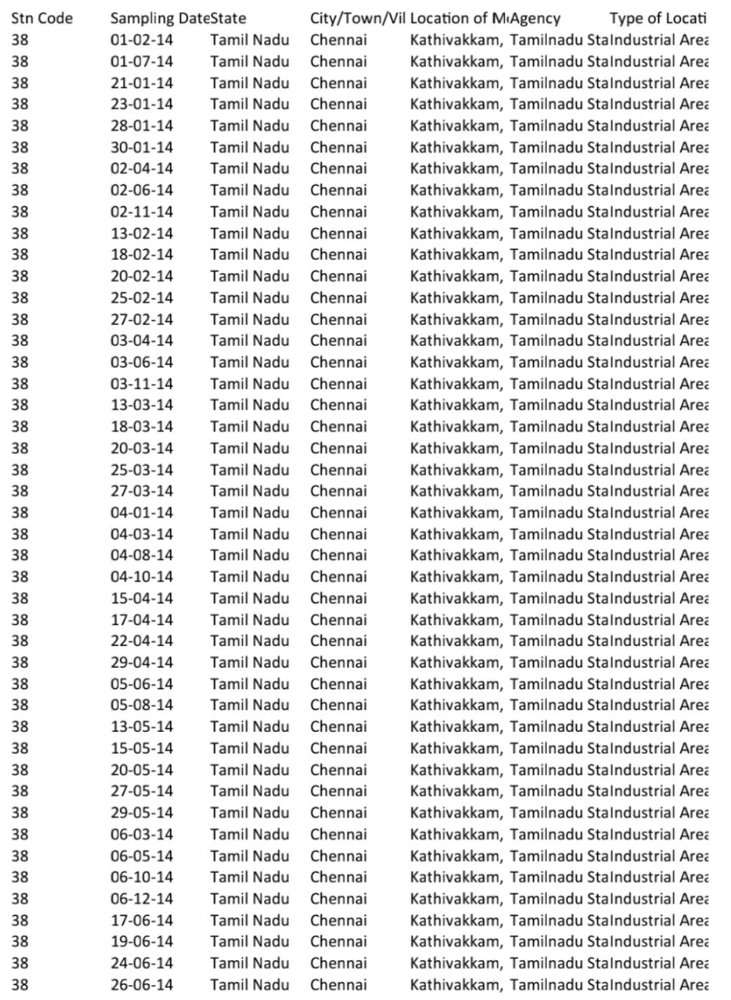 Stn Code Sampling Date State City/Town/Vil Location of M Agency Type of Locati
38 01-02-14 Tamil Nadu Chennai Kathivakkam, Tamilnadu Sta Industrial Area
38 01-07-14 Tamil Nadu Chennai Kathivakkam, Tamilnadu Sta Industrial Area
38 21-01-14 Tamil Nadu Chennai Kathivakkam, Tamilnadu Sta Industrial Area
38 23-01-14 Tamil Nadu Chennai Kathivakkam, Tamilnadu Sta Industrial Area
38 28-01-14 Tamil Nadu Chennai Kathivakkam, Tamilnadu Sta Industrial Area
38 30-01-14 Tamil Nadu Chennai Kathivakkam, Tamilnadu Sta Industrial Area
38 02-04-14 Tamil Nadu Chennai Kathivakkam, Tamilnadu Sta Industrial Area
38 02-06-14 Tamil Nadu Chennai Kathivakkam, Tamilnadu Sta Industrial Area
38 02-11-14 Tamil Nadu Chennai Kathivakkam, Tamilnadu Sta Industrial Area
38 13-02-14 Tamil Nadu Chennai Kathivakkam, Tamilnadu Sta Industrial Area
38 18-02-14 Tamil Nadu Chennai Kathivakkam, Tamilnadu Sta Industrial Area
38 20-02-14 Tamil Nadu Chennai Kathivakkam, Tamilnadu Sta Industrial Area
38 25-02-14 Tamil Nadu Chennai Kathivakkam, Tamilnadu Sta Industrial Area
38 27-02-14 Tamil Nadu Chennai Kathivakkam, Tamilnadu Sta Industrial Area
38 03-04-14 Tamil Nadu Chennai Kathivakkam, Tamilnadu Sta Industrial Area
38 03-06-14 Tamil Nadu Chennai Kathivakkam, Tamilnadu Sta Industrial Area
38 03-11-14 Tamil Nadu Chennai Kathivakkam, Tamilnadu Sta Industrial Area
38 13-03-14 Tamil Nadu Chennai Kathivakkam, Tamilnadu Sta Industrial Area
38 18-03-14 Tamil Nadu Chennai Kathivakkam, Tamilnadu Sta Industrial Area
38 20-03-14 Tamil Nadu Chennai Kathivakkam, Tamilnadu Sta Industrial Area
38 25-03-14 Tamil Nadu Chennai Kathivakkam, Tamilnadu Sta Industrial Area
38 27-03-14 Tamil Nadu Chennai Kathivakkam, Tamilnadu Sta Industrial Area
38 04-01-14 Tamil Nadu Chennai Kathivakkam, Tamilnadu Sta Industrial Area
38 04-03-14 Tamil Nadu Chennai Kathivakkam, Tamilnadu Sta Industrial Area
38 04-08-14 Tamil Nadu Chennai Kathivakkam, Tamilnadu Sta Industrial Area
38 04-10-14 Tamil Nadu Chennai Kathivakkam, Tamilnadu Sta Industrial Area
38 15-04-14 Tamil Nadu Chennai Kathivakkam, Tamilnadu Sta Industrial Area
38 17-04-14 Tamil Nadu Chennai Kathivakkam, Tamilnadu Sta Industrial Area
38 22-04-14 Tamil Nadu Chennai Kathivakkam, Tamilnadu Sta Industrial Area
38 29-04-14 Tamil Nadu Chennai Kathivakkam, Tamilnadu Sta Industrial Area
38 05-06-14 Tamil Nadu Chennai Kathivakkam, Tamilnadu Sta Industrial Area
38 05-08-14 Tamil Nadu Chennai Kathivakkam, Tamilnadu Sta Industrial Area
38 13-05-14 Tamil Nadu Chennai Kathivakkam, Tamilnadu Sta Industrial Area
38 15-05-14 Tamil Nadu Chennai Kathivakkam, Tamilnadu Sta Industrial Area
38 20-05-14 Tamil Nadu Chennai Kathivakkam, Tamilnadu Sta Industrial Area
38 27-05-14 Tamil Nadu Chennai Kathivakkam, Tamilnadu Sta Industrial Area
38 29-05-14 Tamil Nadu Chennai Kathivakkam, Tamilnadu Sta Industrial Area
38 06-03-14 Tamil Nadu Chennai Kathivakkam, Tamilnadu Sta Industrial Area
38 06-05-14 Tamil Nadu Chennai Kathivakkam, Tamilnadu Sta Industrial Area
38 06-10-14 Tamil Nadu Chennai Kathivakkam, Tamilnadu Sta Industrial Area
38 06-12-14 Tamil Nadu Chennai Kathivakkam, Tamilnadu Sta Industrial Area
38 17-06-14 Tamil Nadu Chennai Kathivakkam, Tamilnadu Sta Industrial Area
38 19-06-14 Tamil Nadu Chennai Kathivakkam, Tamilnadu Sta Industrial Area
38 24-06-14 Tamil Nadu Chennai Kathivakkam, Tamilnadu Sta Industrial Area
38 26-06-14 Tamil Nadu Chennai Kathivakkam, Tamilnadu Sta Industrial Area